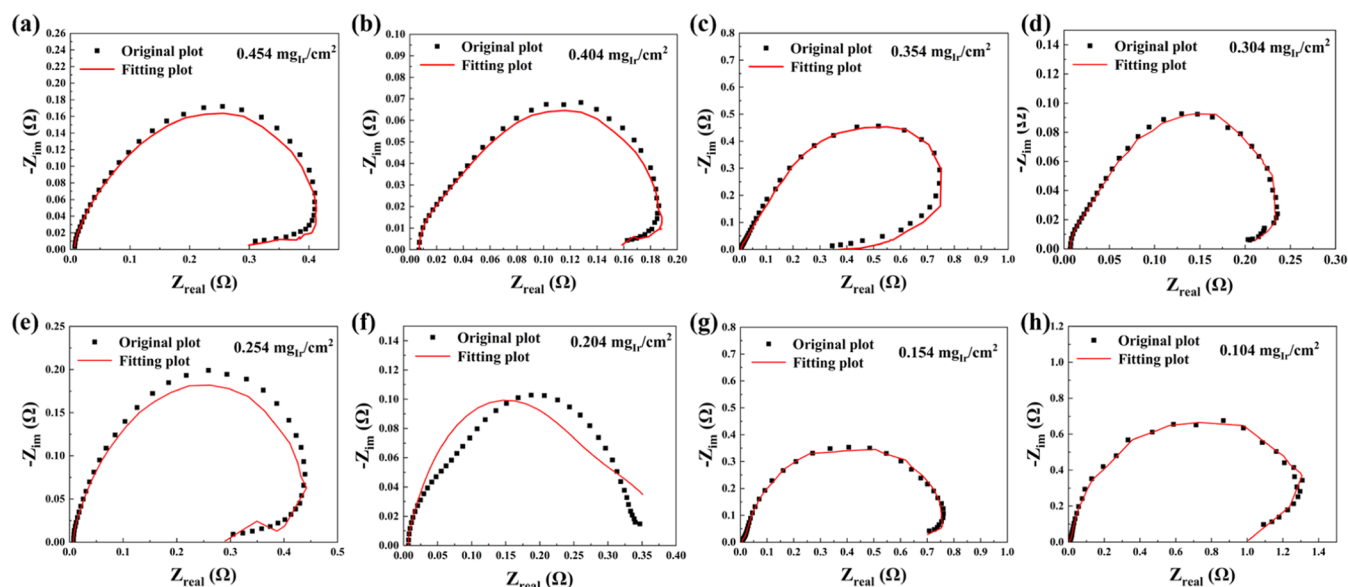 (a)
0.26
0.24
0.22
0.20
0.18
0.16
0.14
0.12
0.10
0.08
0.06
0.04
0.02
0.00
-Zim (Ω)
Original plot
Fitting plot
0.454 mgIr/cm²
0.0 0.1 0.2 0.3 0.4
Zreal (Ω)
(b)
0.10
0.09
0.08
0.07
0.06
0.05
0.04
0.03
0.02
0.01
0.00
-Zim (Ω)
Original plot
Fitting plot
0.404 mgIr/cm²
0.00 0.02 0.04 0.06 0.08 0.10 0.12 0.14 0.16 0.18 0.20
Zreal (Ω)
(c)
0.8
0.7
0.6
0.5
0.4
0.3
0.2
0.1
0.0
-Zim (Ω)
Original plot
Fitting plot
0.354 mgIr/cm²
0.0 0.1 0.2 0.3 0.4 0.5 0.6 0.7 0.8 0.9 1.0
Zreal (Ω)
(d)
0.14
0.12
0.10
0.08
0.06
0.04
0.02
0.00
-Zim (Ω)
Original plot
Fitting plot
0.304 mgIr/cm²
0.00 0.05 0.10 0.15 0.20 0.25 0.30
Zreal (Ω)
(e)
0.25
0.20
0.15
0.10
0.05
0.00
-Zim (Ω)
Original plot
Fitting plot
0.254 mgIr/cm²
0.0 0.1 0.2 0.3 0.4 0.5
Zreal (Ω)
(f)
0.14
0.12
0.10
0.08
0.06
0.04
0.02
0.00
-Zim (Ω)
Original plot
Fitting plot
0.204 mgIr/cm²
0.00 0.05 0.10 0.15 0.20 0.25 0.30 0.35 0.40
Zreal (Ω)
(g)
0.8
0.7
0.6
0.5
0.4
0.3
0.2
0.1
0.0
-Zim (Ω)
Original plot
Fitting plot
0.154 mgIr/cm²
0.0 0.1 0.2 0.3 0.4 0.5 0.6 0.7 0.8 0.9 1.0
Zreal (Ω)
(h)
1.2
1.0
0.8
0.6
0.4
0.2
0.0
-Zim (Ω)
Original plot
Fitting plot
0.104 mgIr/cm²
0.0 0.2 0.4 0.6 0.8 1.0 1.2 1.4
Zreal (Ω)